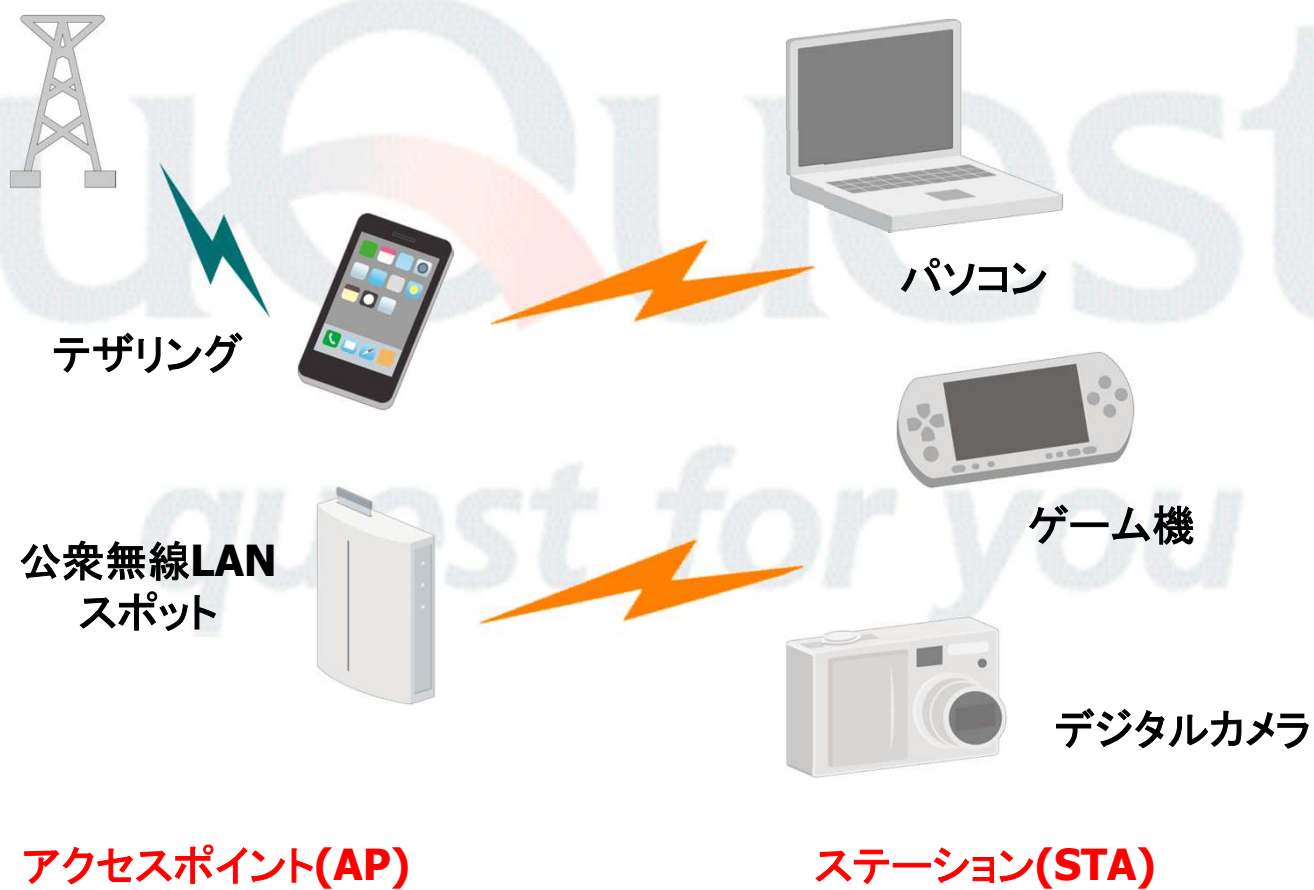 uQuest
パソコン
テザリング
quest for you
ゲーム機
公衆無線LAN
スポット
デジタルカメラ
アクセスポイント(AP)
ステーション(STA)